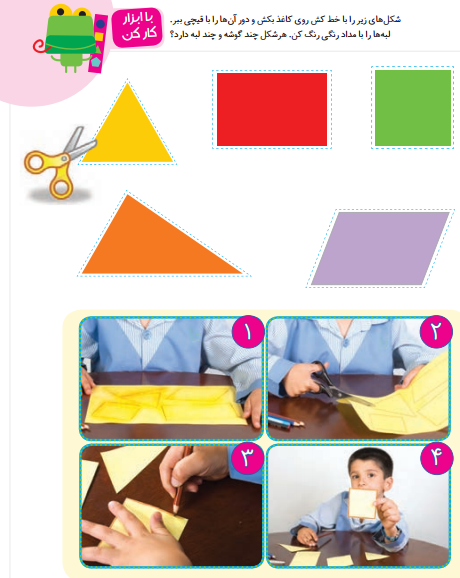 با ابزار
کار کن
شکل‌های زیر را با خط کش روی کاغذ بکش و دور آن‌ها را با قیچی ببر.
لبه‌ها را با مداد رنگی رنگ کن. هر شکل چند گوشه و چند لبه دارد؟
۱
۲
۳
۴